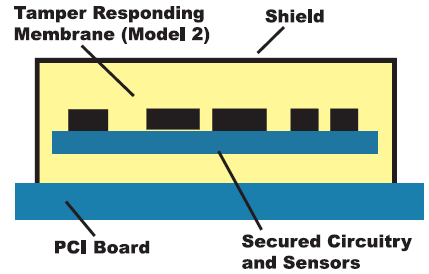 Tamper Responding
Membrane (Model 2)
Shield
PCI Board
Secured Circuitry
and Sensors